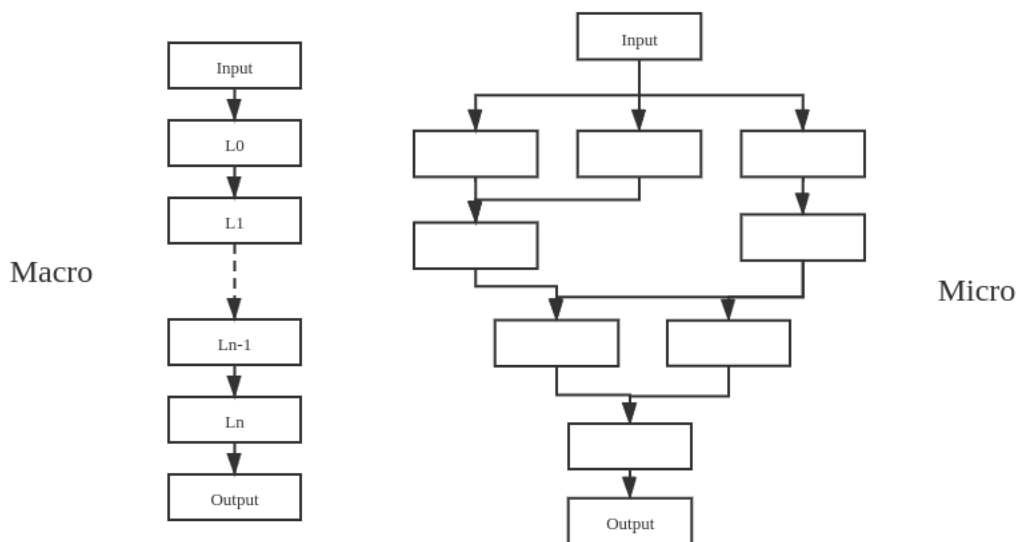 Macro
Input
L0
L1
Ln-1
Ln
Output
Input
Output
Micro